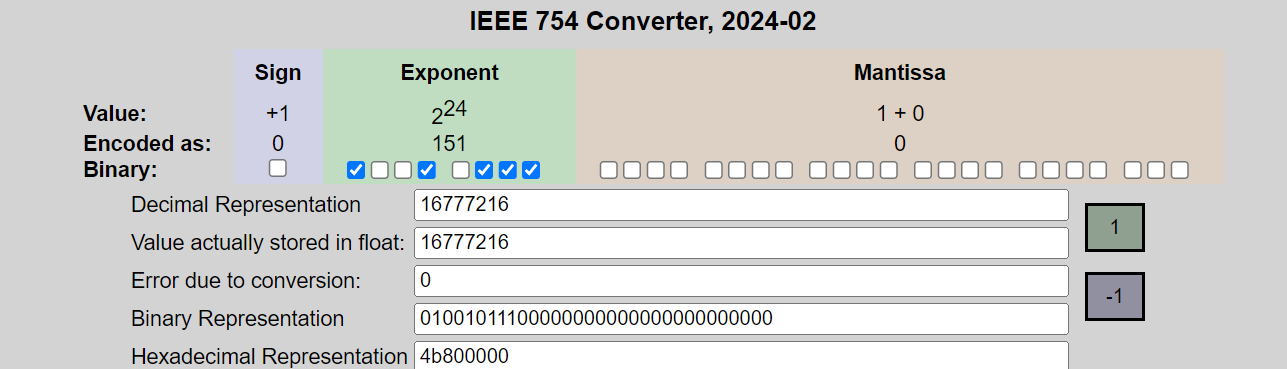 IEEE 754 Converter, 2024-02
Sign Exponent Mantissa
Value: +1 2^24 1 + 0
Encoded as: 0 151 0
Binary:
Decimal Representation 16777216
Value actually stored in float: 16777216
1
Error due to conversion: 0
-1
Binary Representation 01001011100000000000000000000000
Hexadecimal Representation 4b800000